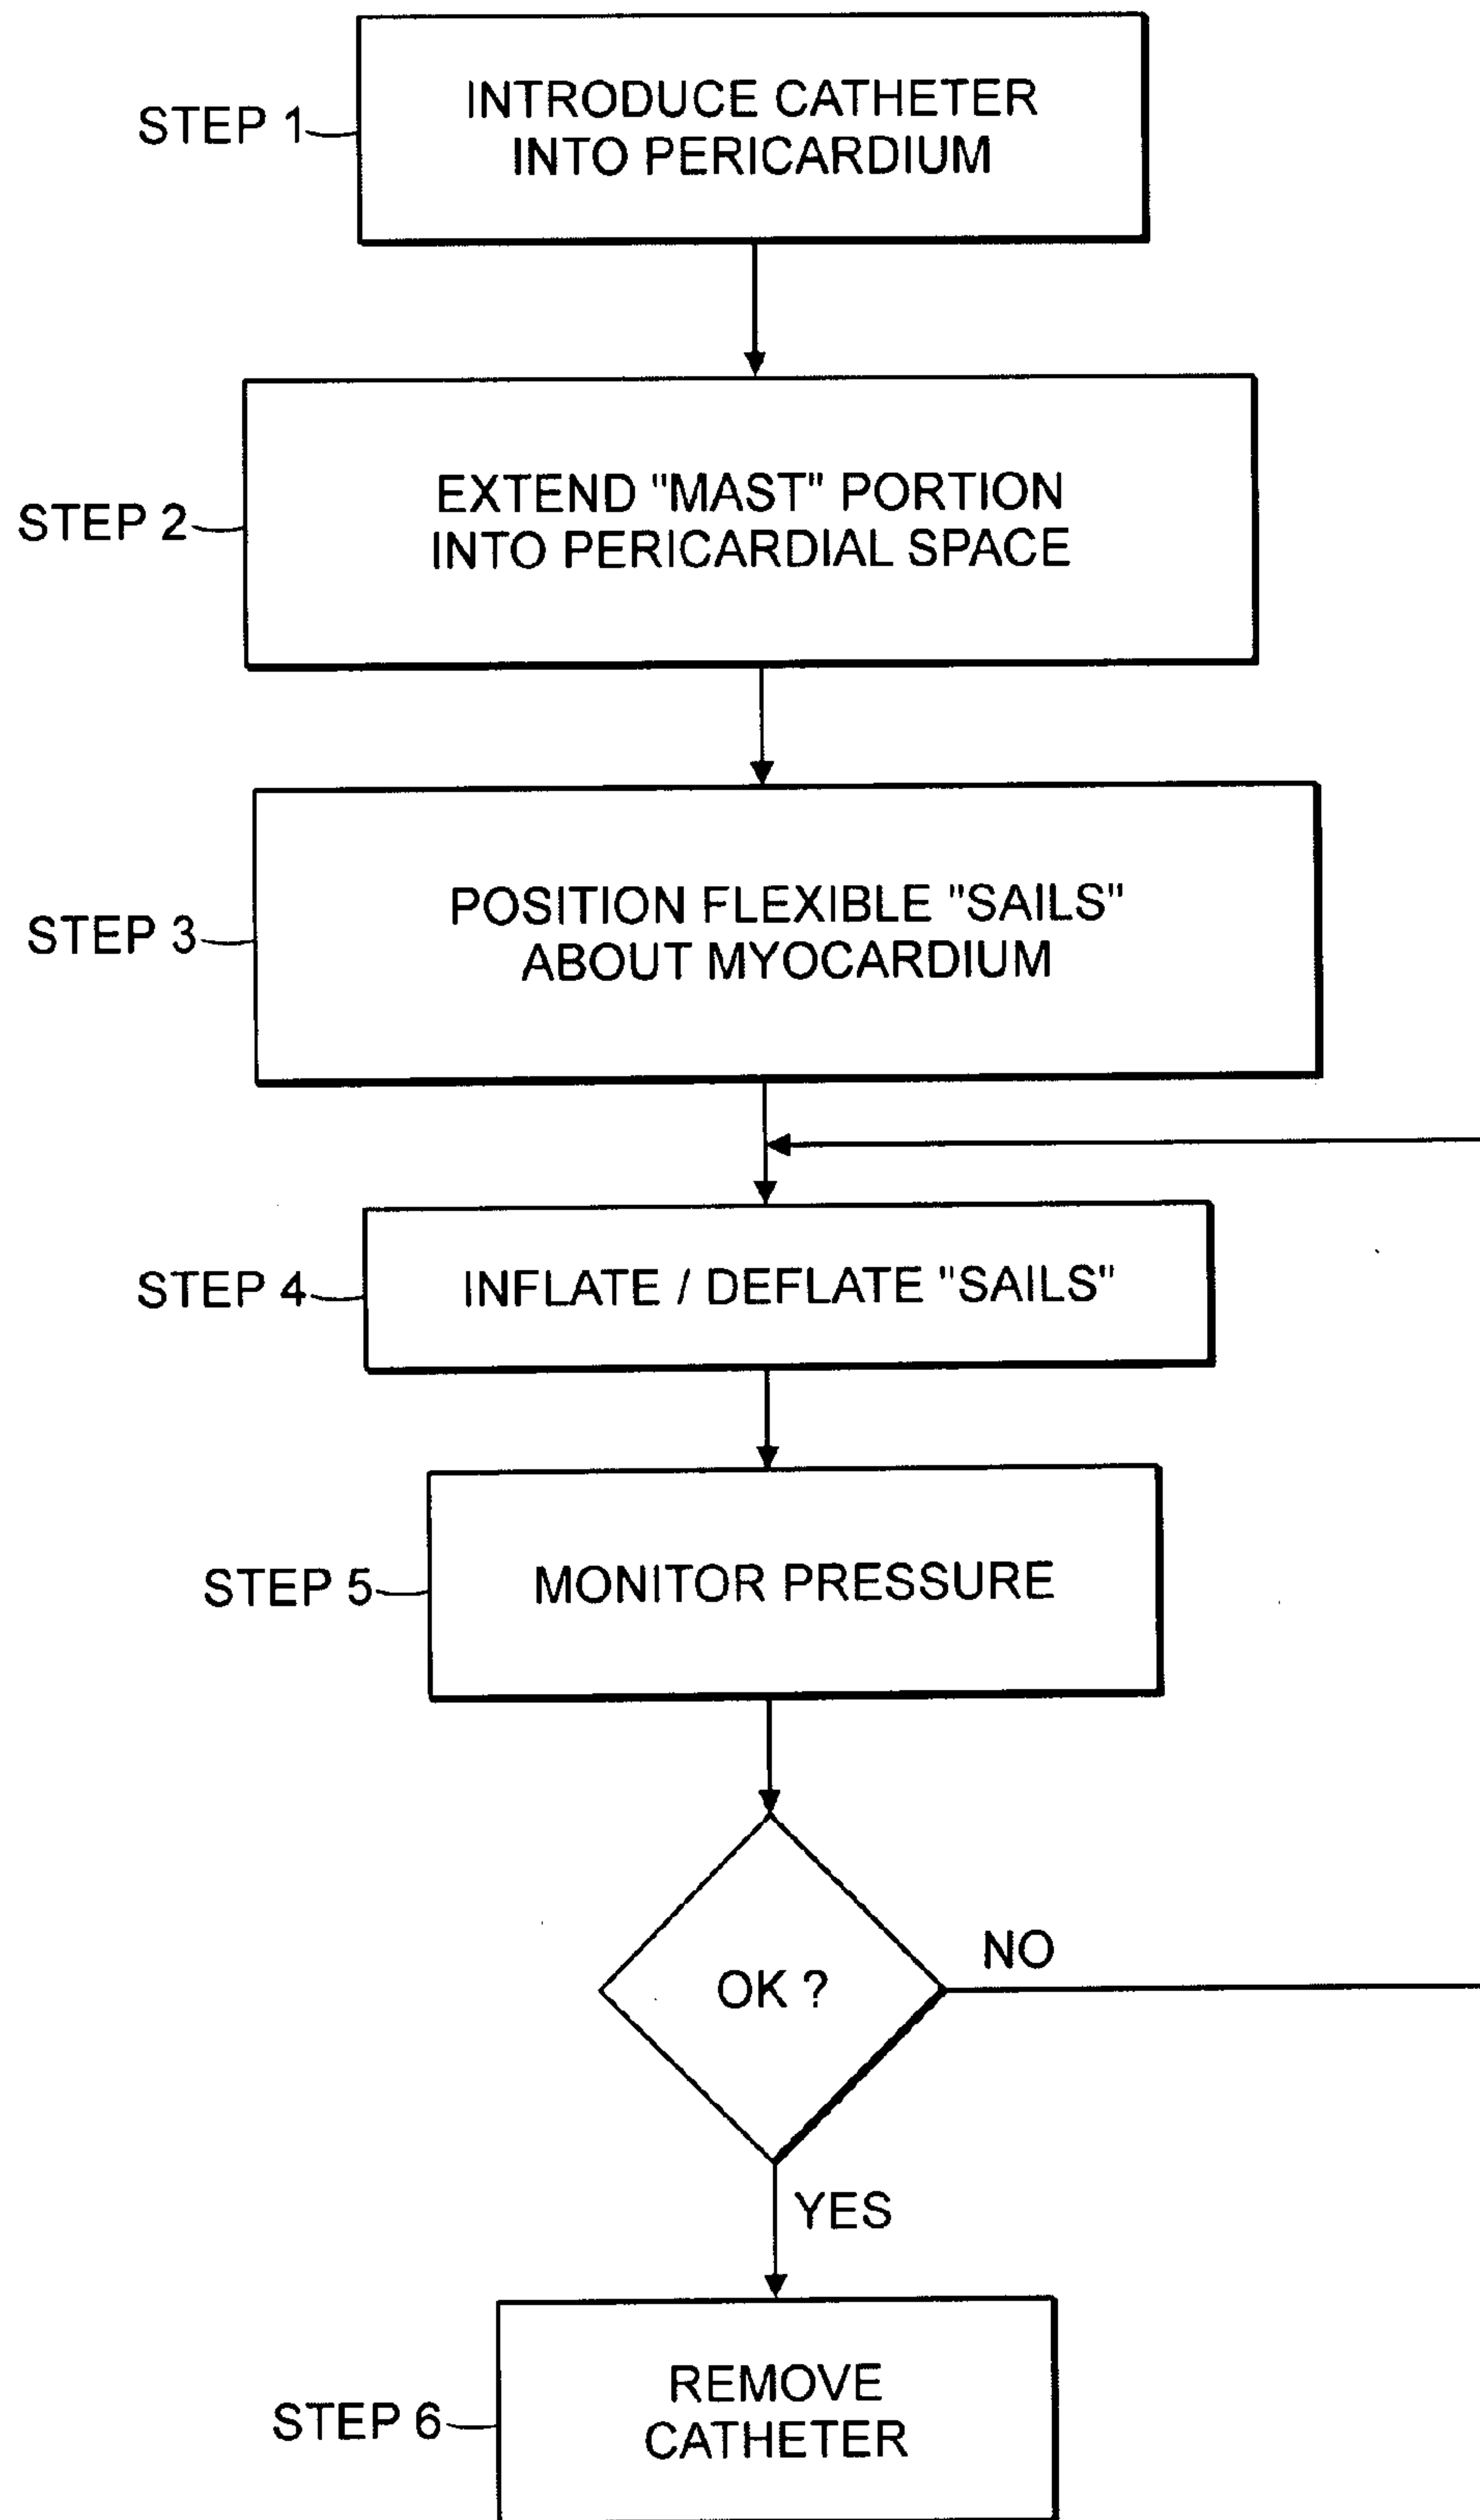 STEP 1
INTRODUCE CATHETER
INTO PERICARDIUM
STEP 2
EXTEND "MAST" PORTION
INTO PERICARDIAL SPACE
STEP 3
POSITION FLEXIBLE "SAILS"
ABOUT MYOCARDIUM
STEP 4
INFLATE / DEFLATE "SAILS"
STEP 5
MONITOR PRESSURE
OK ?
NO
YES
STEP 6
REMOVE
CATHETER